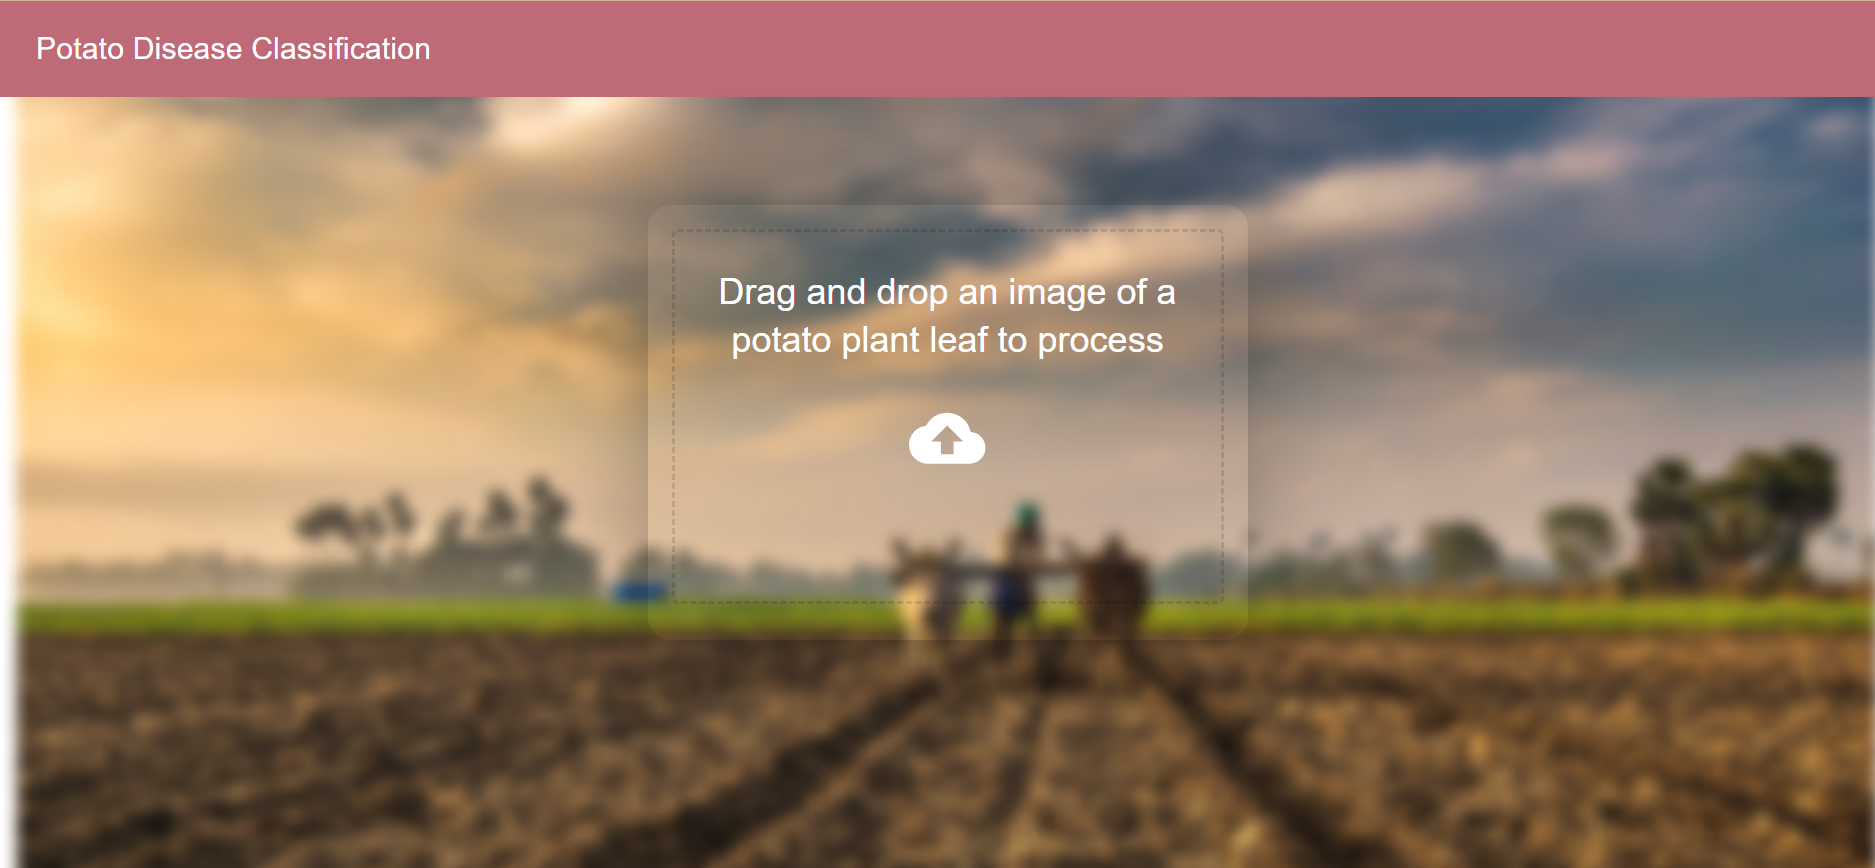 Potato Disease Classification
Drag and drop an image of a
potato plant leaf to process